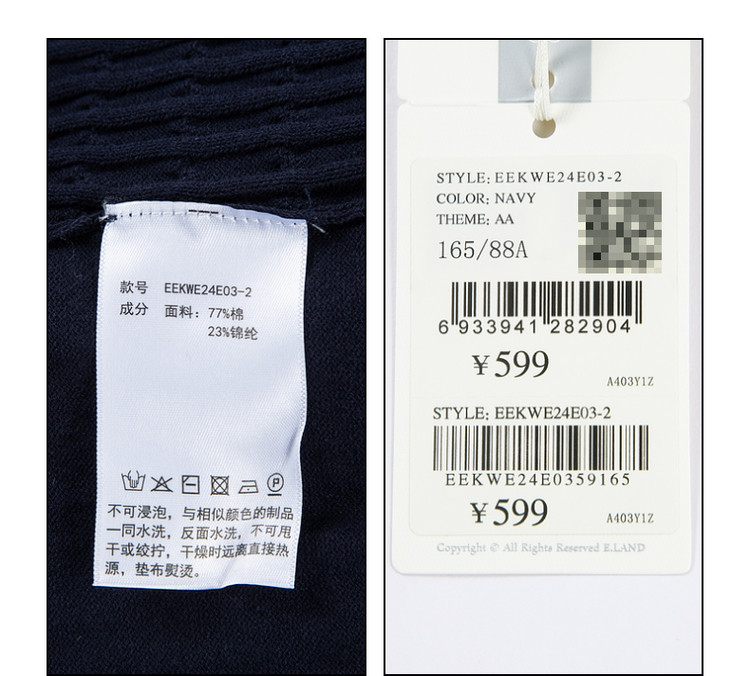 款号 EEKWE24E03-2
成分 面料：77%棉
23%锦纶
不可浸泡，与相似颜色的制品
一同水洗，反面水洗，不可甩
干或绞拧，干燥时远离直接热
源，垫布熨烫。
STYLE: EEKWE24E03-2
COLOR: NAVY
THEME: AA
165/88A
6 933941 282904
¥599
A403Y1Z
STYLE: EEKWE24E03-2
EEKWE24E0359165
¥599
A403Y1Z
Copyright © All Rights Reserved E.LAND